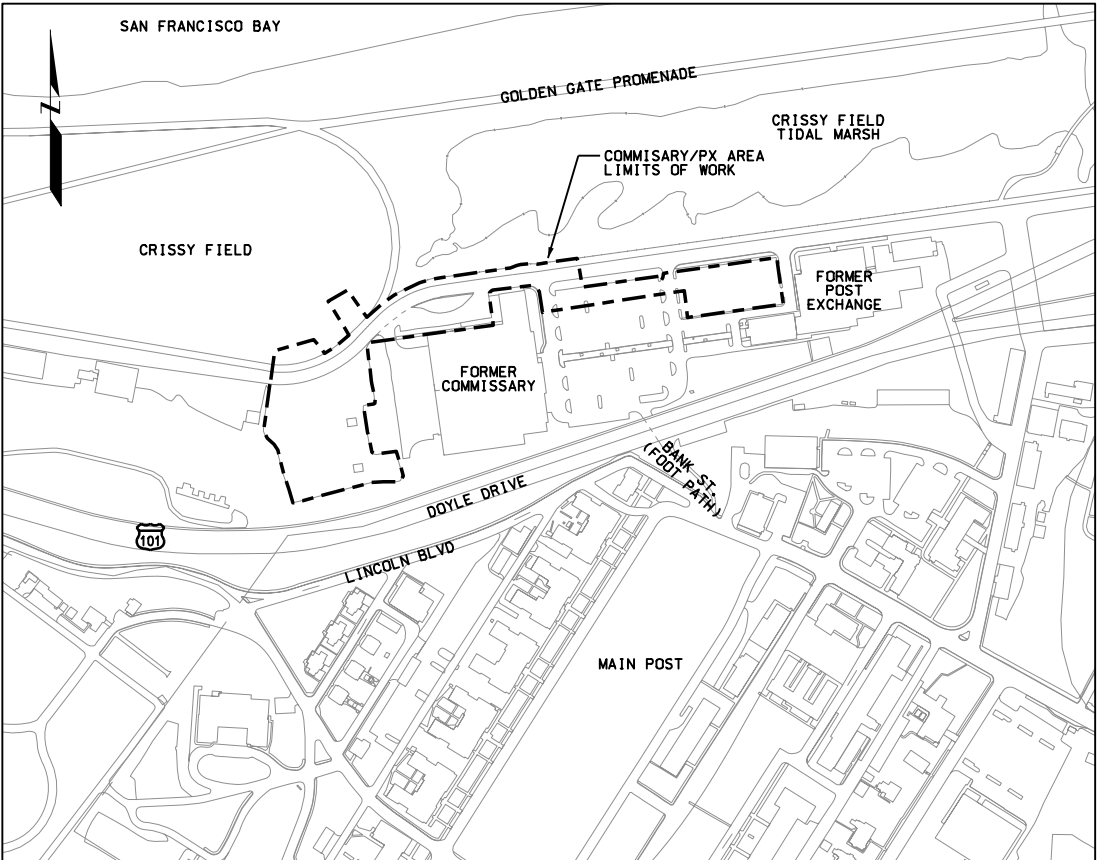 SAN FRANCISCO BAY
N
GOLDEN GATE PROMENADE
CRISSY FIELD
TIDAL MARSH
COMMISARY/PX AREA
LIMITS OF WORK
CRISSY FIELD
FORMER
POST
EXCHANGE
FORMER
COMMISSARY
BANK ST.
(FOOT PATH)
DOYLE DRIVE
101
LINCOLN BLVD
MAIN POST